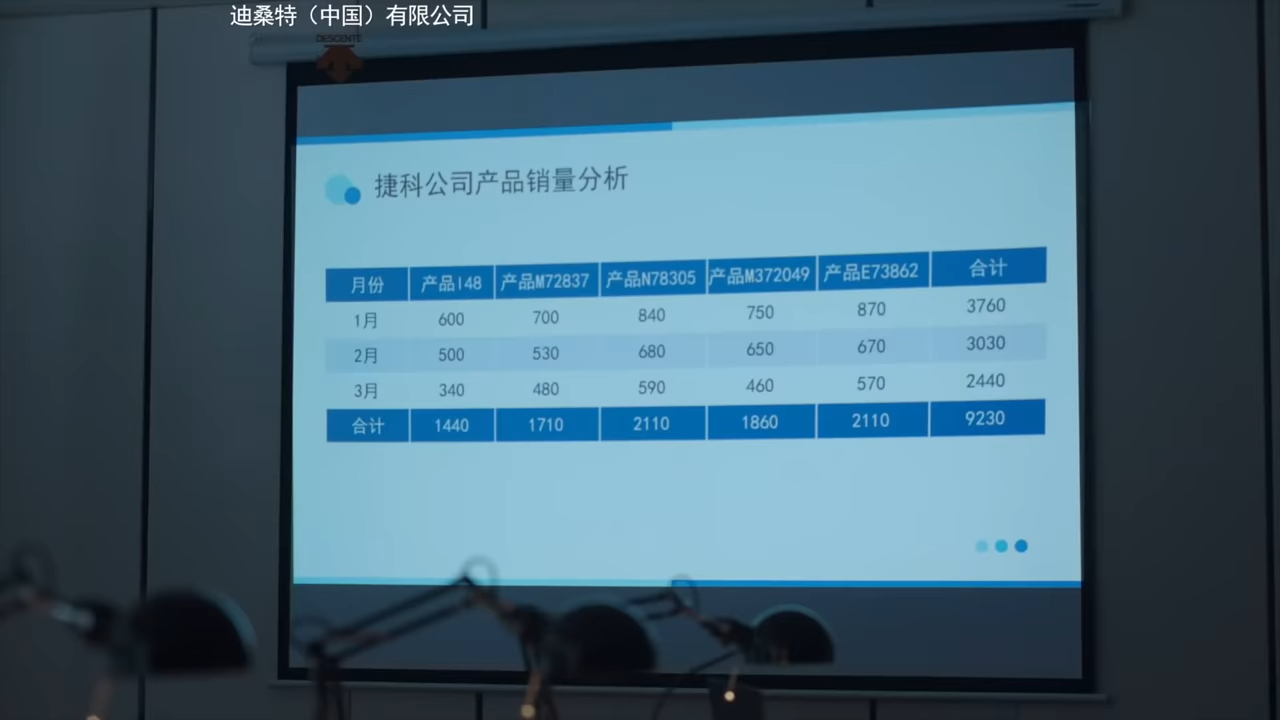 迪桑特（中国）有限公司
DESCENTE
捷科公司产品销量分析
月份 产品I48 产品M72837 产品N78305 产品M372049 产品E73862 合计
1月 600 700 840 750 870 3760
2月 500 530 680 650 670 3030
3月 340 480 590 460 570 2440
合计 1440 1710 2110 1860 2110 9230